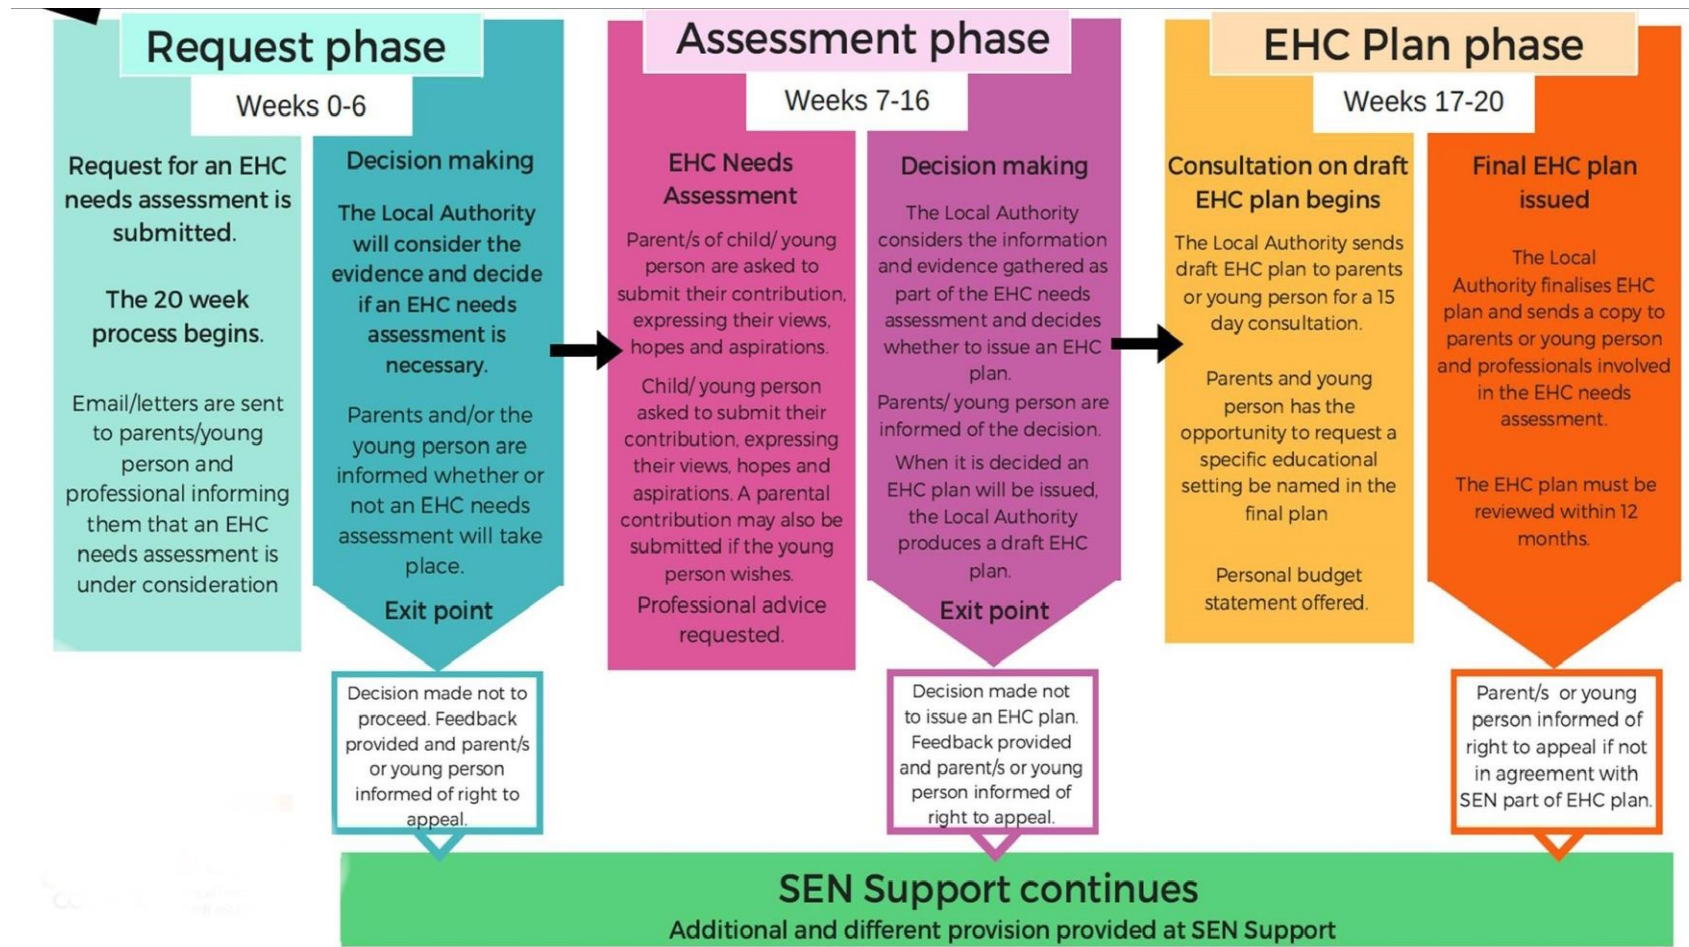 Request phase
Weeks 0-6
Request for an EHC
needs assessment is
submitted.
The 20 week
process begins.
Email/letters are sent
to parents/young
person and
professional informing
them that an EHC
needs assessment is
under consideration
Decision making
The Local Authority
will consider the
evidence and decide
if an EHC needs
assessment is
necessary.
Parents and/or the
young person are
informed whether or
not an EHC needs
assessment will take
place.
Exit point
Decision made not to
proceed. Feedback
provided and parent/s
or young person
informed of right to
appeal.
Assessment phase
Weeks 7-16
EHC Needs
Assessment
Parent/s of child/ young
person are asked to
submit their contribution,
expressing their views,
hopes and aspirations.
Child/ young person
asked to submit their
contribution, expressing
their views, hopes and
aspirations. A parental
contribution may also be
submitted if the young
person wishes.
Professional advice
requested.
Decision making
The Local Authority
considers the information
and evidence gathered as
part of the EHC needs
assessment and decides
whether to issue an EHC
plan.
Parents/ young person are
informed of the decision.
When it is decided an
EHC plan will be issued,
the Local Authority
produces a draft EHC
plan.
Exit point
Decision made not
to issue an EHC plan.
Feedback provided
and parent/s or young
person informed of
right to appeal.
EHC Plan phase
Weeks 17-20
Consultation on draft
EHC plan begins
The Local Authority sends
draft EHC plan to parents
or young person for a 15
day consultation.
Parents and young
person has the
opportunity to request a
specific educational
setting be named in the
final plan
Personal budget
statement offered.
Final EHC plan
issued
The Local
Authority finalises EHC
plan and sends a copy to
parents or young person
and professionals involved
in the EHC needs
assessment.
The EHC plan must be
reviewed within 12
months.
Parent/s or young
person informed of
right to appeal if not
in agreement with
SEN part of EHC plan.
SEN Support continues
Additional and different provision provided at SEN Support